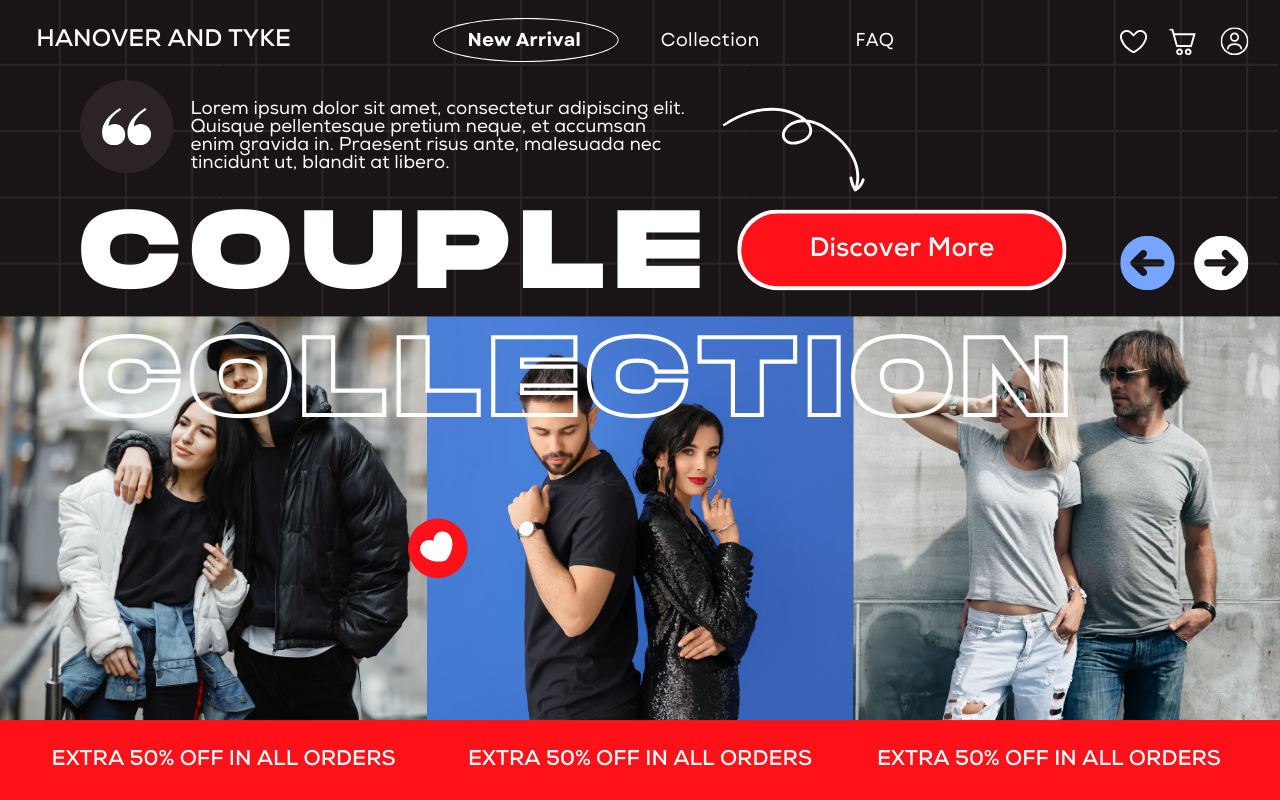 HANOVER AND TYKE
New Arrival
Collection
FAQ
Lorem ipsum dolor sit amet, consectetur adipiscing elit.
Quisque pellentesque pretium neque, et accumsan
enim gravida in. Praesent risus ante, malesuada nec
tincidunt ut, blandit at libero.
COUPLE
Discover More
COLLECTION
EXTRA 50% OFF IN ALL ORDERS
EXTRA 50% OFF IN ALL ORDERS
EXTRA 50% OFF IN ALL ORDERS